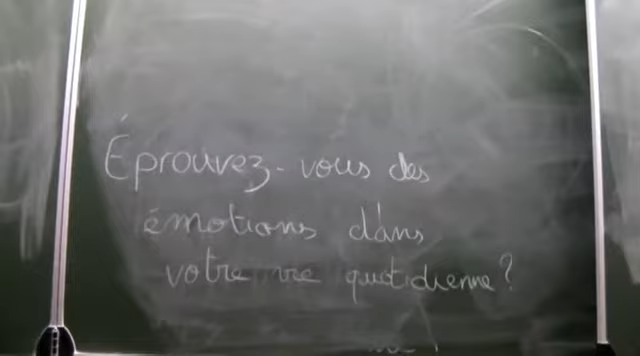 Éprouvez-vous des
émotions dans
votre vie quotidienne ?